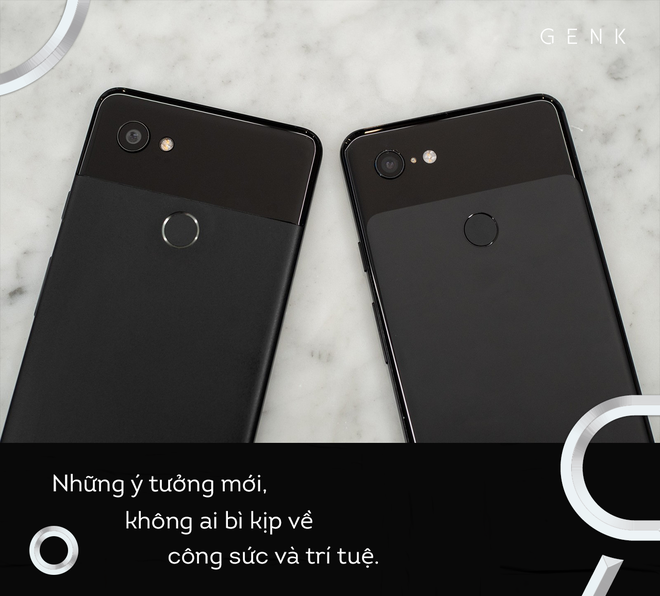 GENK
Những ý tưởng mới,
không ai bì kịp về
công sức và trí tuệ.